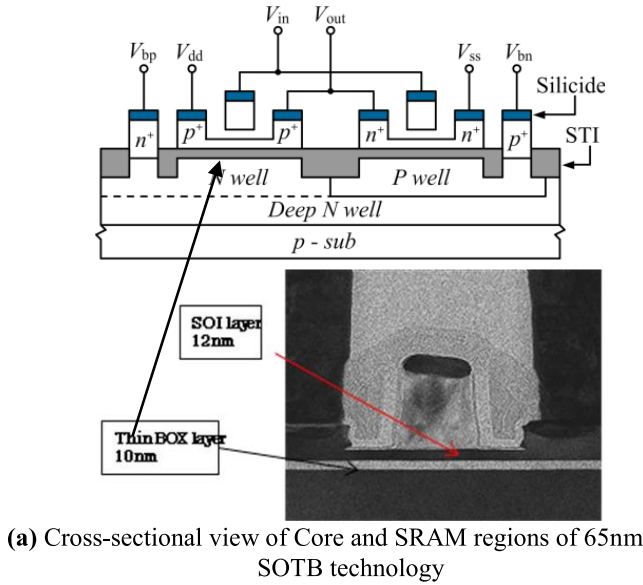 V_in V_out
V_bp V_dd V_ss V_bn
Silicide
n+ p+ p+ n+ n+ p+
STI
N well P well
Deep N well
p - sub
SOI layer
12nm
Thin BOX layer
10nm
(a) Cross-sectional view of Core and SRAM regions of 65nm
SOTB technology